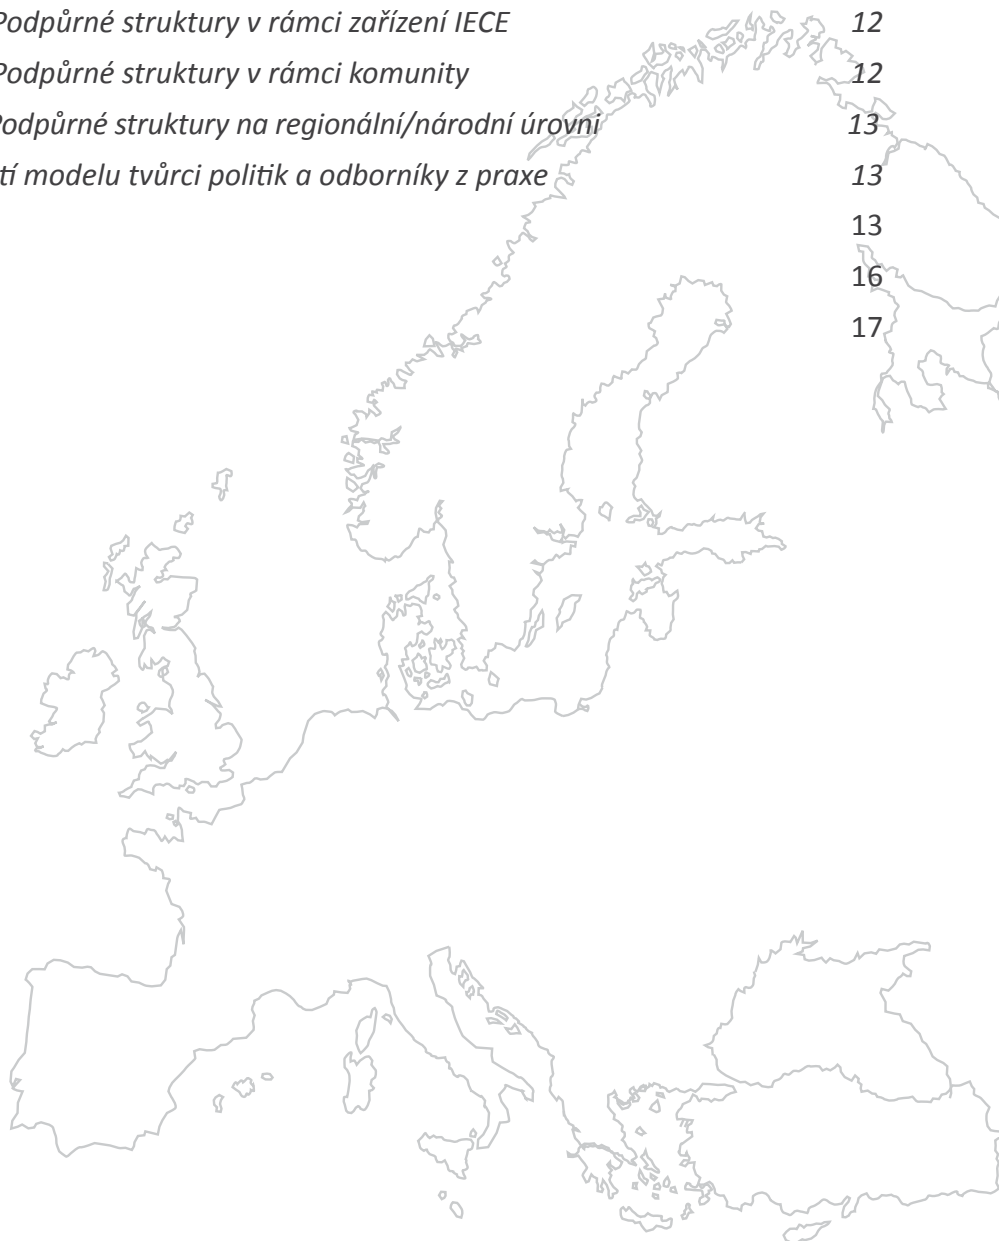 Podpůrné struktury v rámci zařízení IECE 12
Podpůrné struktury v rámci komunity 12
Podpůrné struktury na regionální/národní úrovni 13
tí modelu tvůrci politik a odborníky z praxe 13
13
16
17